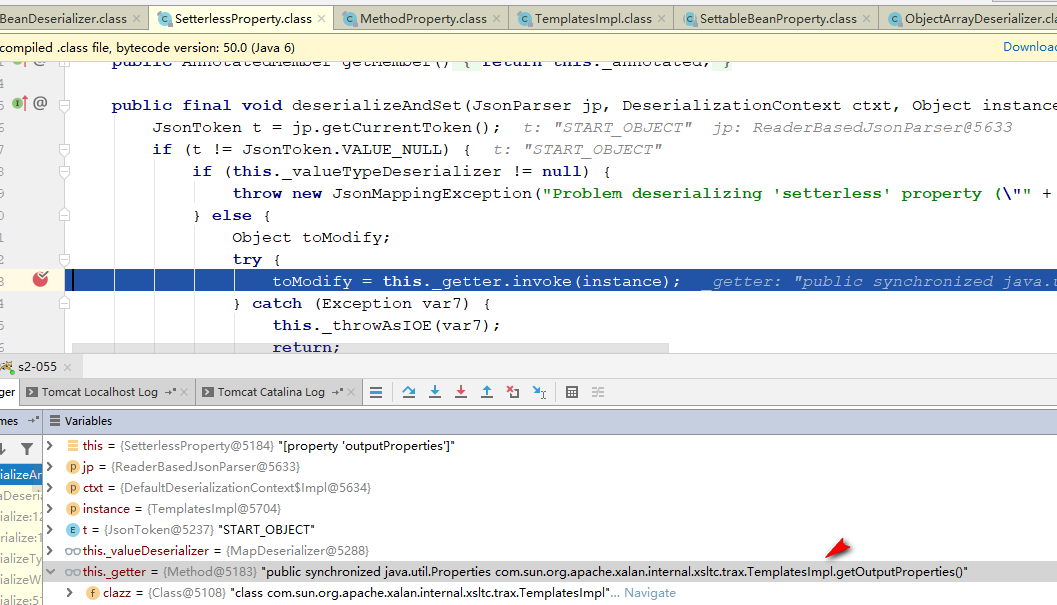 BeanDeserializer.class × SetterlessProperty.class × MethodProperty.class × TemplatesImpl.class × SettableBeanProperty.class × ObjectArrayDeserializer.cla
compiled .class file, bytecode version: 50.0 (Java 6) Download
public AnnotatedMember getMember() { return this._annotated; }
public final void deserializeAndSet(JsonParser jp, DeserializationContext ctxt, Object instance
JsonToken t = jp.getCurrentToken(); t: "START_OBJECT" jp: ReaderBasedJsonParser@5633
if (t != JsonToken.VALUE_NULL) { t: "START_OBJECT"
if (this._valueTypeDeserializer != null) {
throw new JsonMappingException("Problem deserializing 'setterless' property (\"" +
} else {
Object toModify;
try {
toModify = this._getter.invoke(instance); _getter: "public synchronized java.u
} catch (Exception var7) {
this._throwAsIOE(var7);
return;
s2-055 ×
ger Tomcat Localhost Log × Tomcat Catalina Log ×
mes Variables
this = {SetterlessProperty@5184} "[property 'outputProperties']"
jp = {ReaderBasedJsonParser@5633}
ializeAn
ctxt = {DefaultDeserializationContext$Impl@5634}
aDeseria
instance = {TemplatesImpl@5704}
ialize:12
t = {JsonToken@5237} "START_OBJECT"
rialize:1
this._valueDeserializer = {MapDeserializer@5288}
ializeTy
this._getter = {Method@5183} "public synchronized java.util.Properties com.sun.org.apache.xalan.internal.xsltc.trax.TemplatesImpl.getOutputProperties()"
ializeW
clazz = {Class@5108} "class com.sun.org.apache.xalan.internal.xsltc.trax.TemplatesImpl"... Navigate